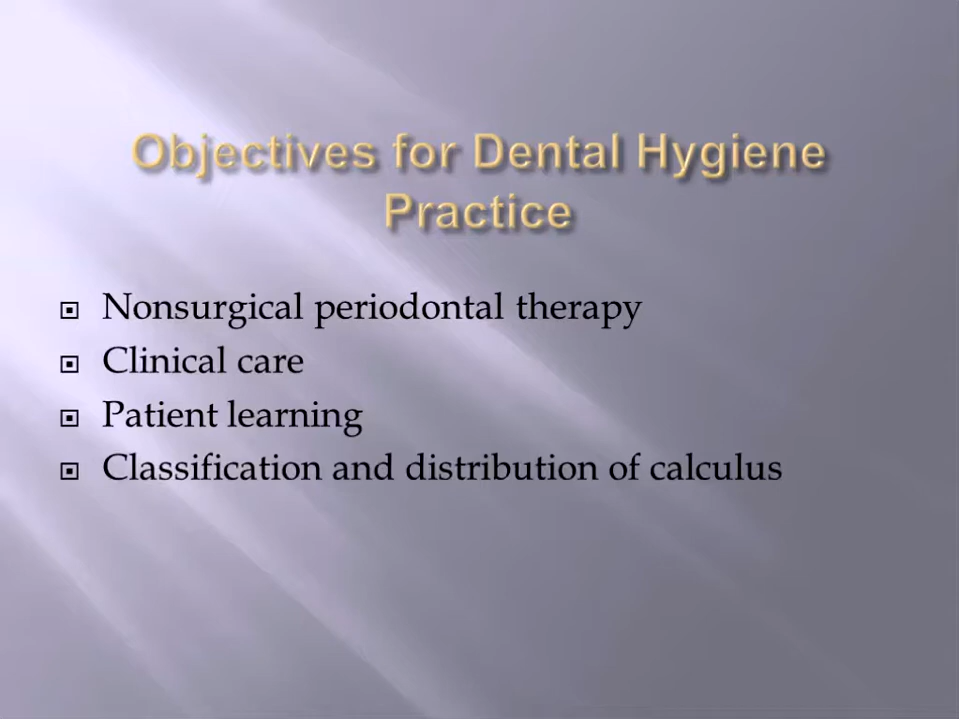 Objectives for Dental Hygiene
Practice
Nonsurgical periodontal therapy
Clinical care
Patient learning
Classification and distribution of calculus